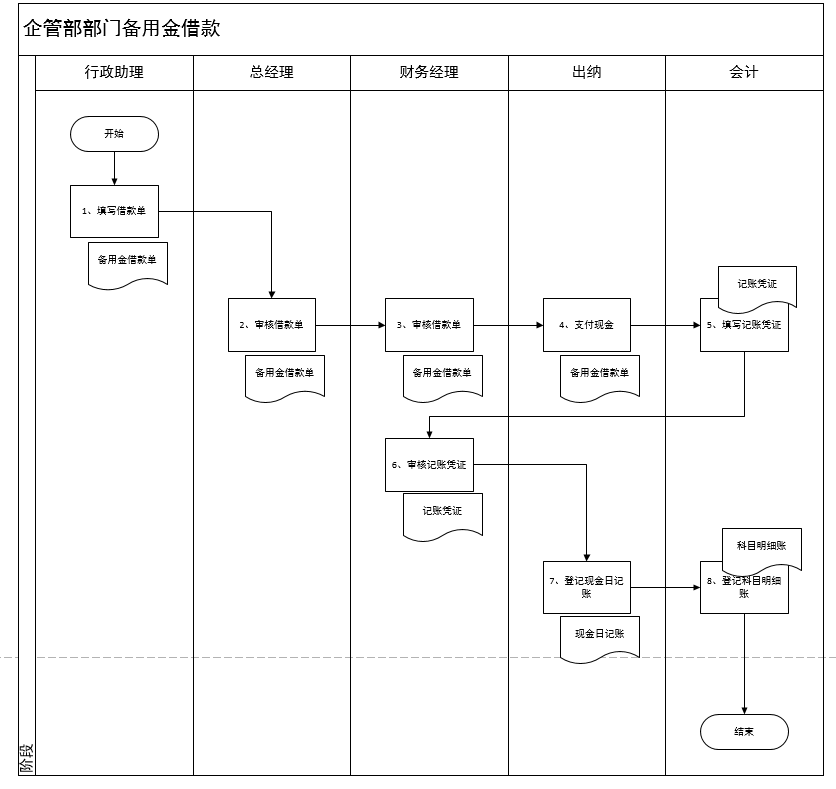 企管部部门备用金借款
行政助理
总经理
财务经理
出纳
会计
开始
1、填写借款单
备用金借款单
记账凭证
2、审核借款单
3、审核借款单
4、支付现金
5、填写记账凭证
备用金借款单
备用金借款单
备用金借款单
6、审核记账凭证
记账凭证
科目明细账
7、登记现金日记
账
8、登记科目明细
账
现金日记账
结束
阶段